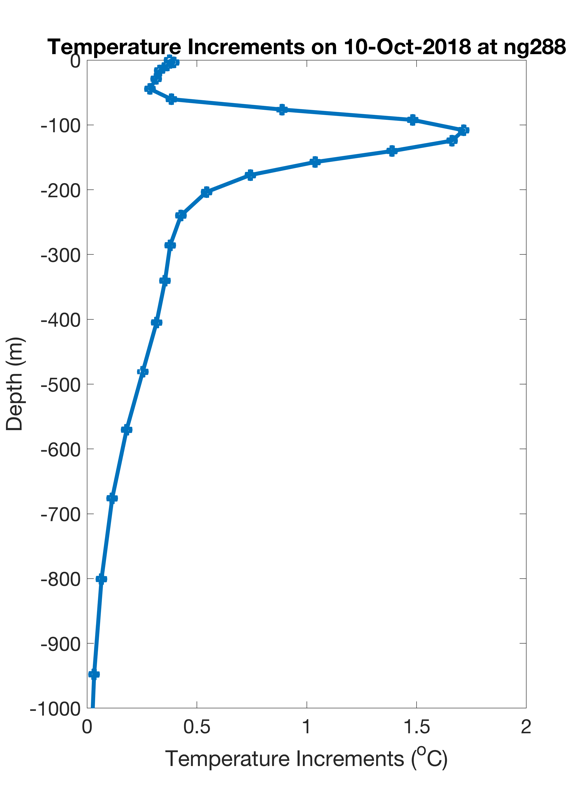 Temperature Increments on 10-Oct-2018 at ng288
0
-100
-200
-300
-400
-500
-600
-700
-800
-900
-1000
Depth (m)
0 0.5 1 1.5 2
Temperature Increments (°C)